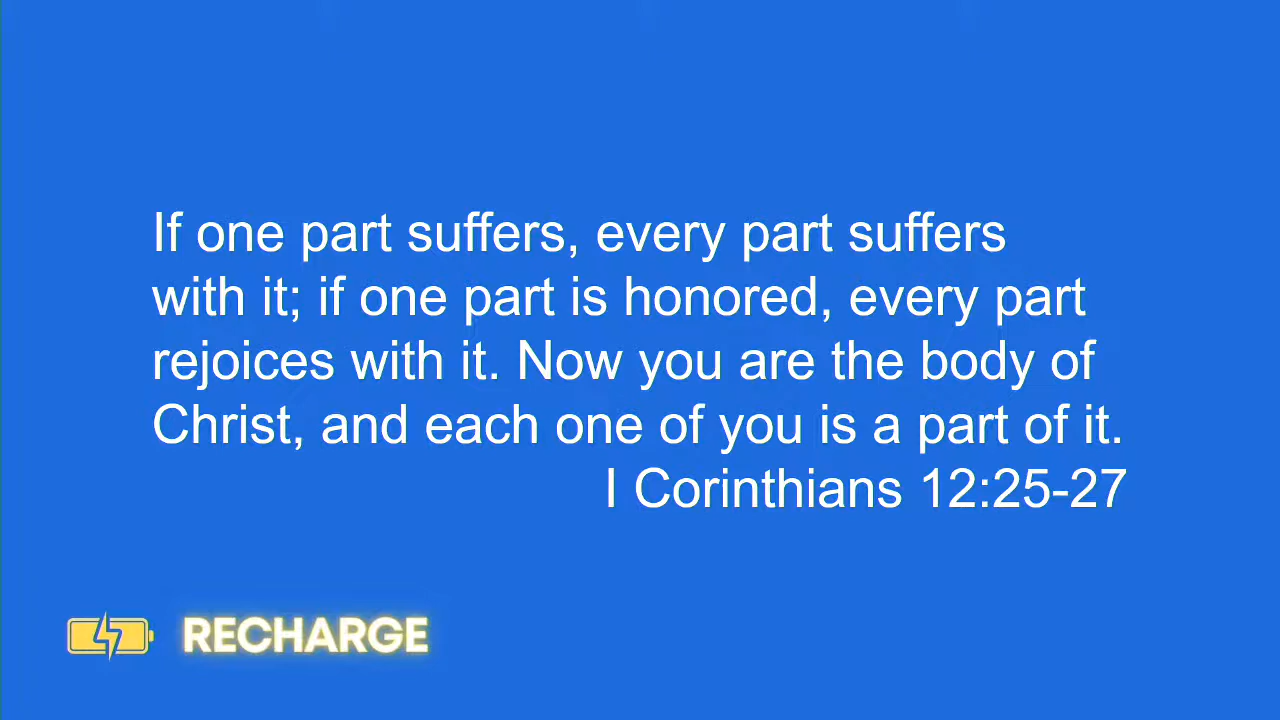 If one part suffers, every part suffers
with it; if one part is honored, every part
rejoices with it. Now you are the body of
Christ, and each one of you is a part of it.
I Corinthians 12:25-27
RECHARGE